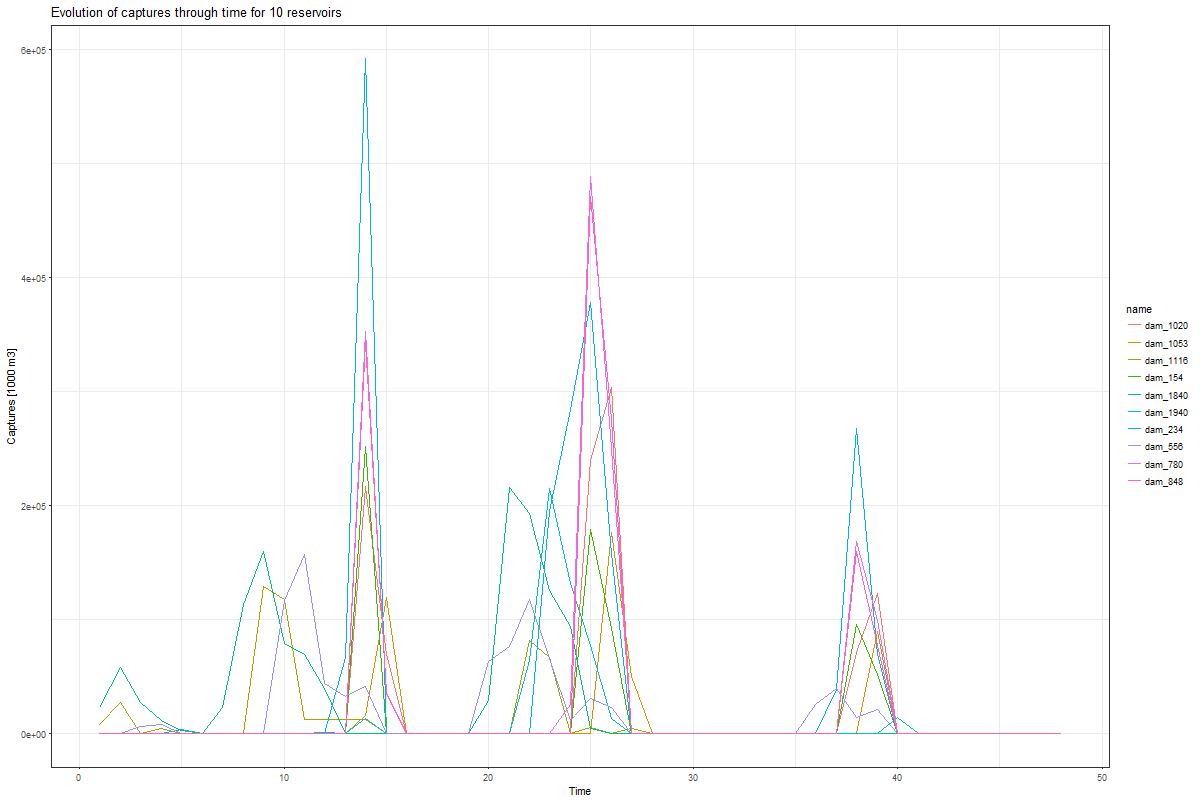 Evolution of captures through time for 10 reservoirs
6e+05
4e+05
2e+05
0e+00
Captures [1000 m3]
0
10
20
30
40
50
Time
name
dam_1020
dam_1053
dam_1116
dam_154
dam_1840
dam_1940
dam_234
dam_556
dam_780
dam_848